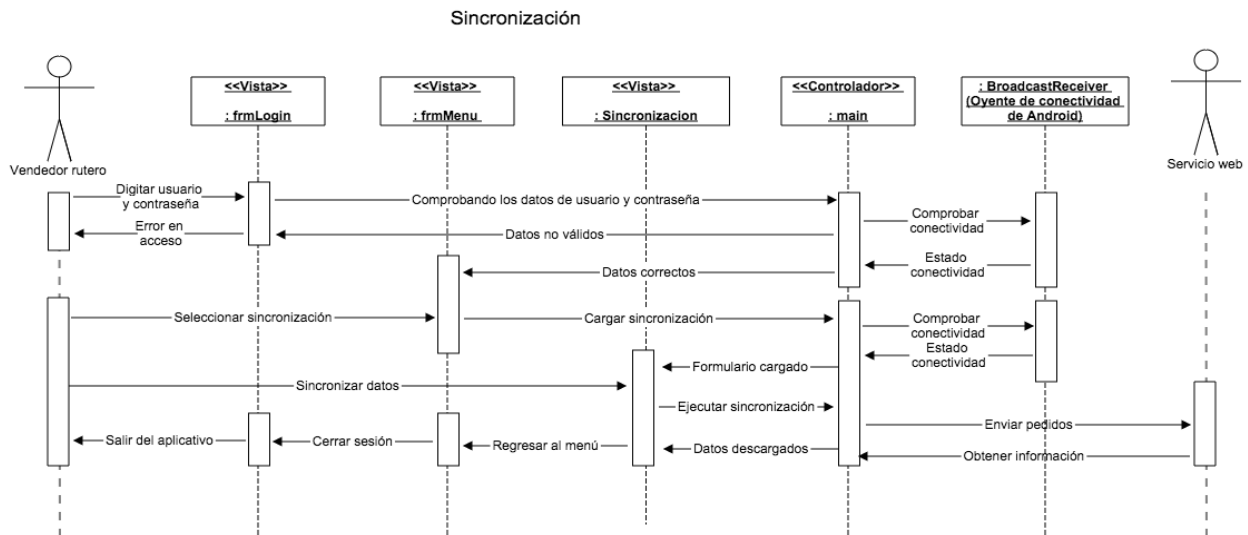 Sincronización
<<Vista>>
: frmLogin
<<Vista>>
: frmMenu
<<Vista>>
: Sincronizacion
<<Controlador>>
: main
: BroadcastReceiver
(Oyente de conectividad
de Android)
Vendedor rutero
Servicio web
Digitar usuario
y contraseña
Comprobando los datos de usuario y contraseña
Comprobar
conectividad
Error en
acceso
Datos no válidos
Estado
conectividad
Datos correctos
Seleccionar sincronización
Cargar sincronización
Comprobar
conectividad
Estado
conectividad
Formulario cargado
Sincronizar datos
Ejecutar sincronización
Enviar pedidos
Salir del aplicativo
Cerrar sesión
Regresar al menú
Datos descargados
Obtener información